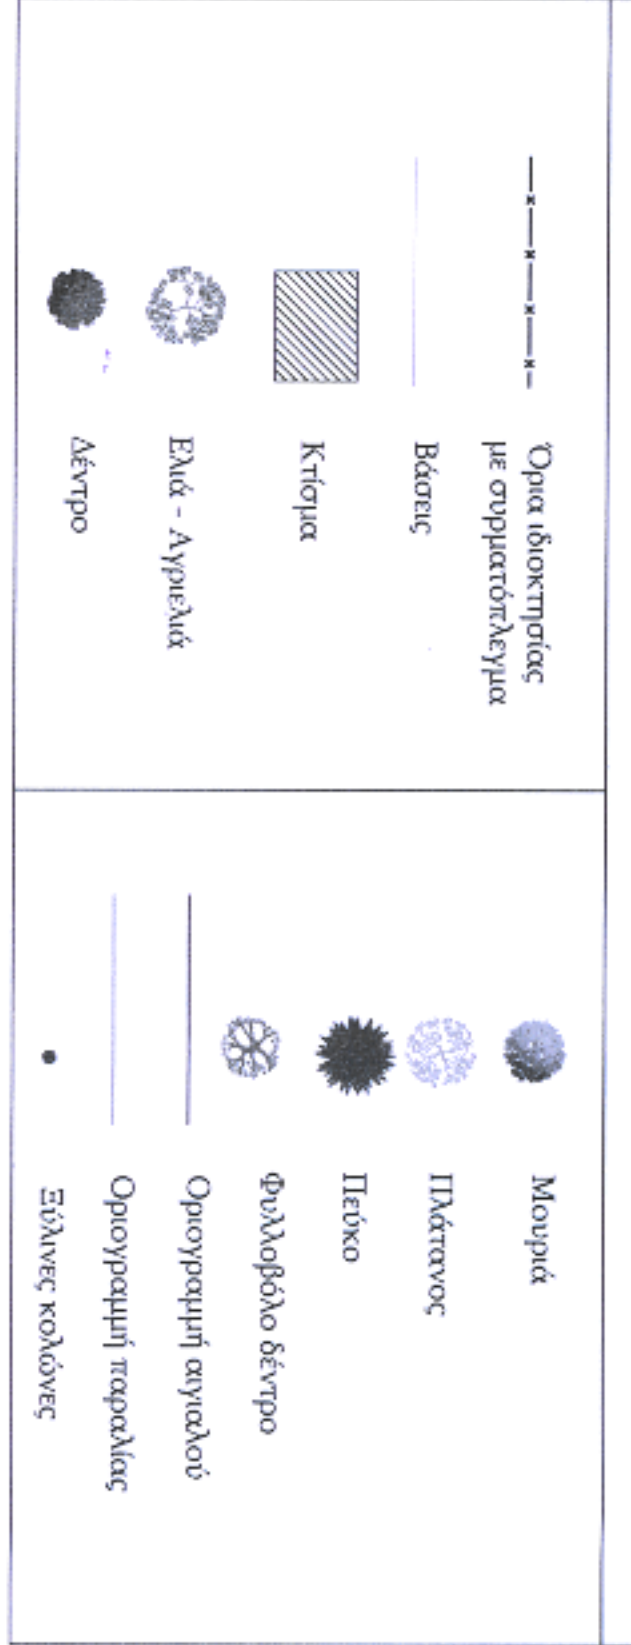 Όρια ιδιοκτησίας
με συρματόπλεγμα
Βάσεις
Κτίσμα
Ελιά - Αγριελιά
Δέντρο
Μουριά
Πλάτανος
Πεύκο
Φυλλοβόλο δέντρο
Οριογραμμή αιγιαλού
Οριογραμμή παραλίας
Ξύλινες κολώνες